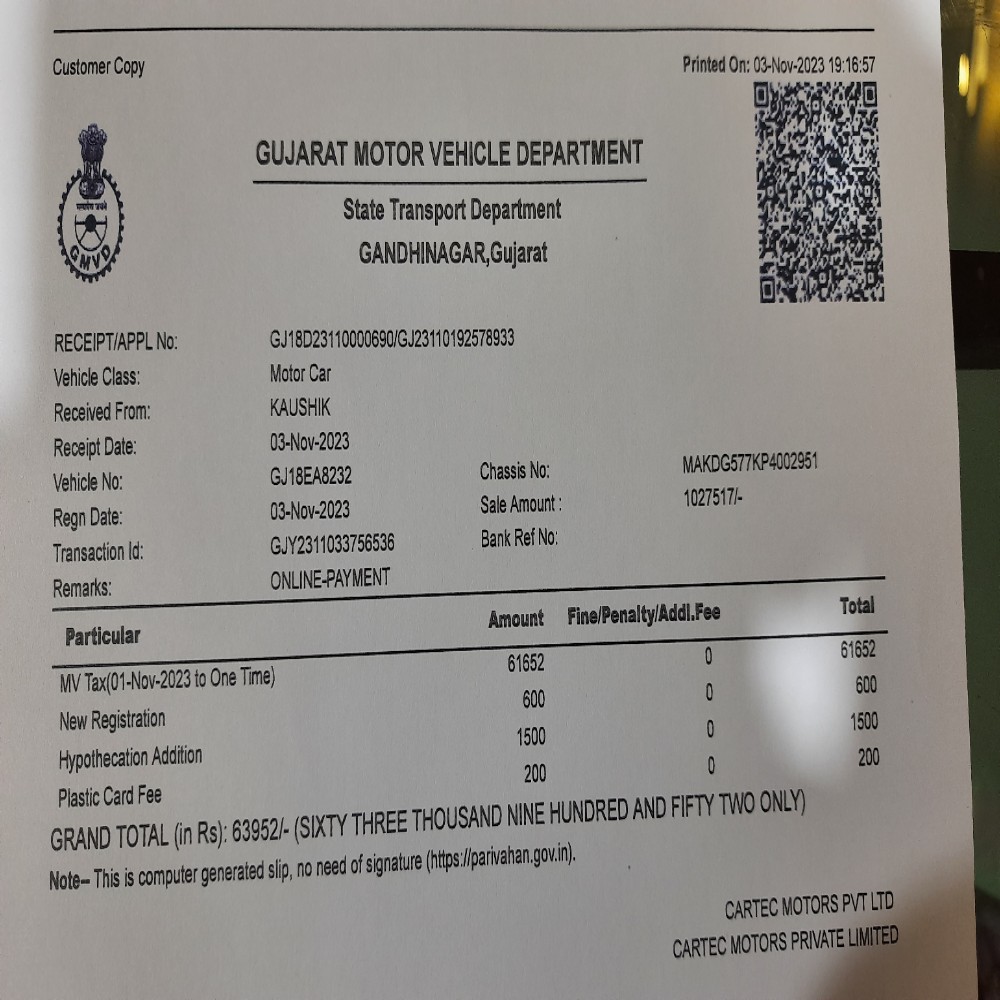 Customer Copy
Printed On: 03-Nov-2023 19:16:57
GUJARAT MOTOR VEHICLE DEPARTMENT
State Transport Department
GANDHINAGAR,Gujarat
सत्यमेव जयते
GMVD
RECEIPT/APPL No: GJ18D23110000690/GJ23110192578933
Vehicle Class: Motor Car
Received From: KAUSHIK
Receipt Date: 03-Nov-2023
Vehicle No: GJ18EA8232 Chassis No: MAKDG577KP4002951
Regn Date: 03-Nov-2023 Sale Amount : 1027517/-
Transaction Id: GJY2311033756536 Bank Ref No:
Remarks: ONLINE-PAYMENT
Particular Amount Fine/Penalty/Addl.Fee Total
MV Tax(01-Nov-2023 to One Time) 61652 0 61652
New Registration 600 0 600
Hypothecation Addition 1500 0 1500
Plastic Card Fee 200 0 200
GRAND TOTAL (in Rs): 63952/- (SIXTY THREE THOUSAND NINE HUNDRED AND FIFTY TWO ONLY)
Note-- This is computer generated slip, no need of signature (https://parivahan.gov.in).
CARTEC MOTORS PVT LTD
CARTEC MOTORS PRIVATE LIMITED